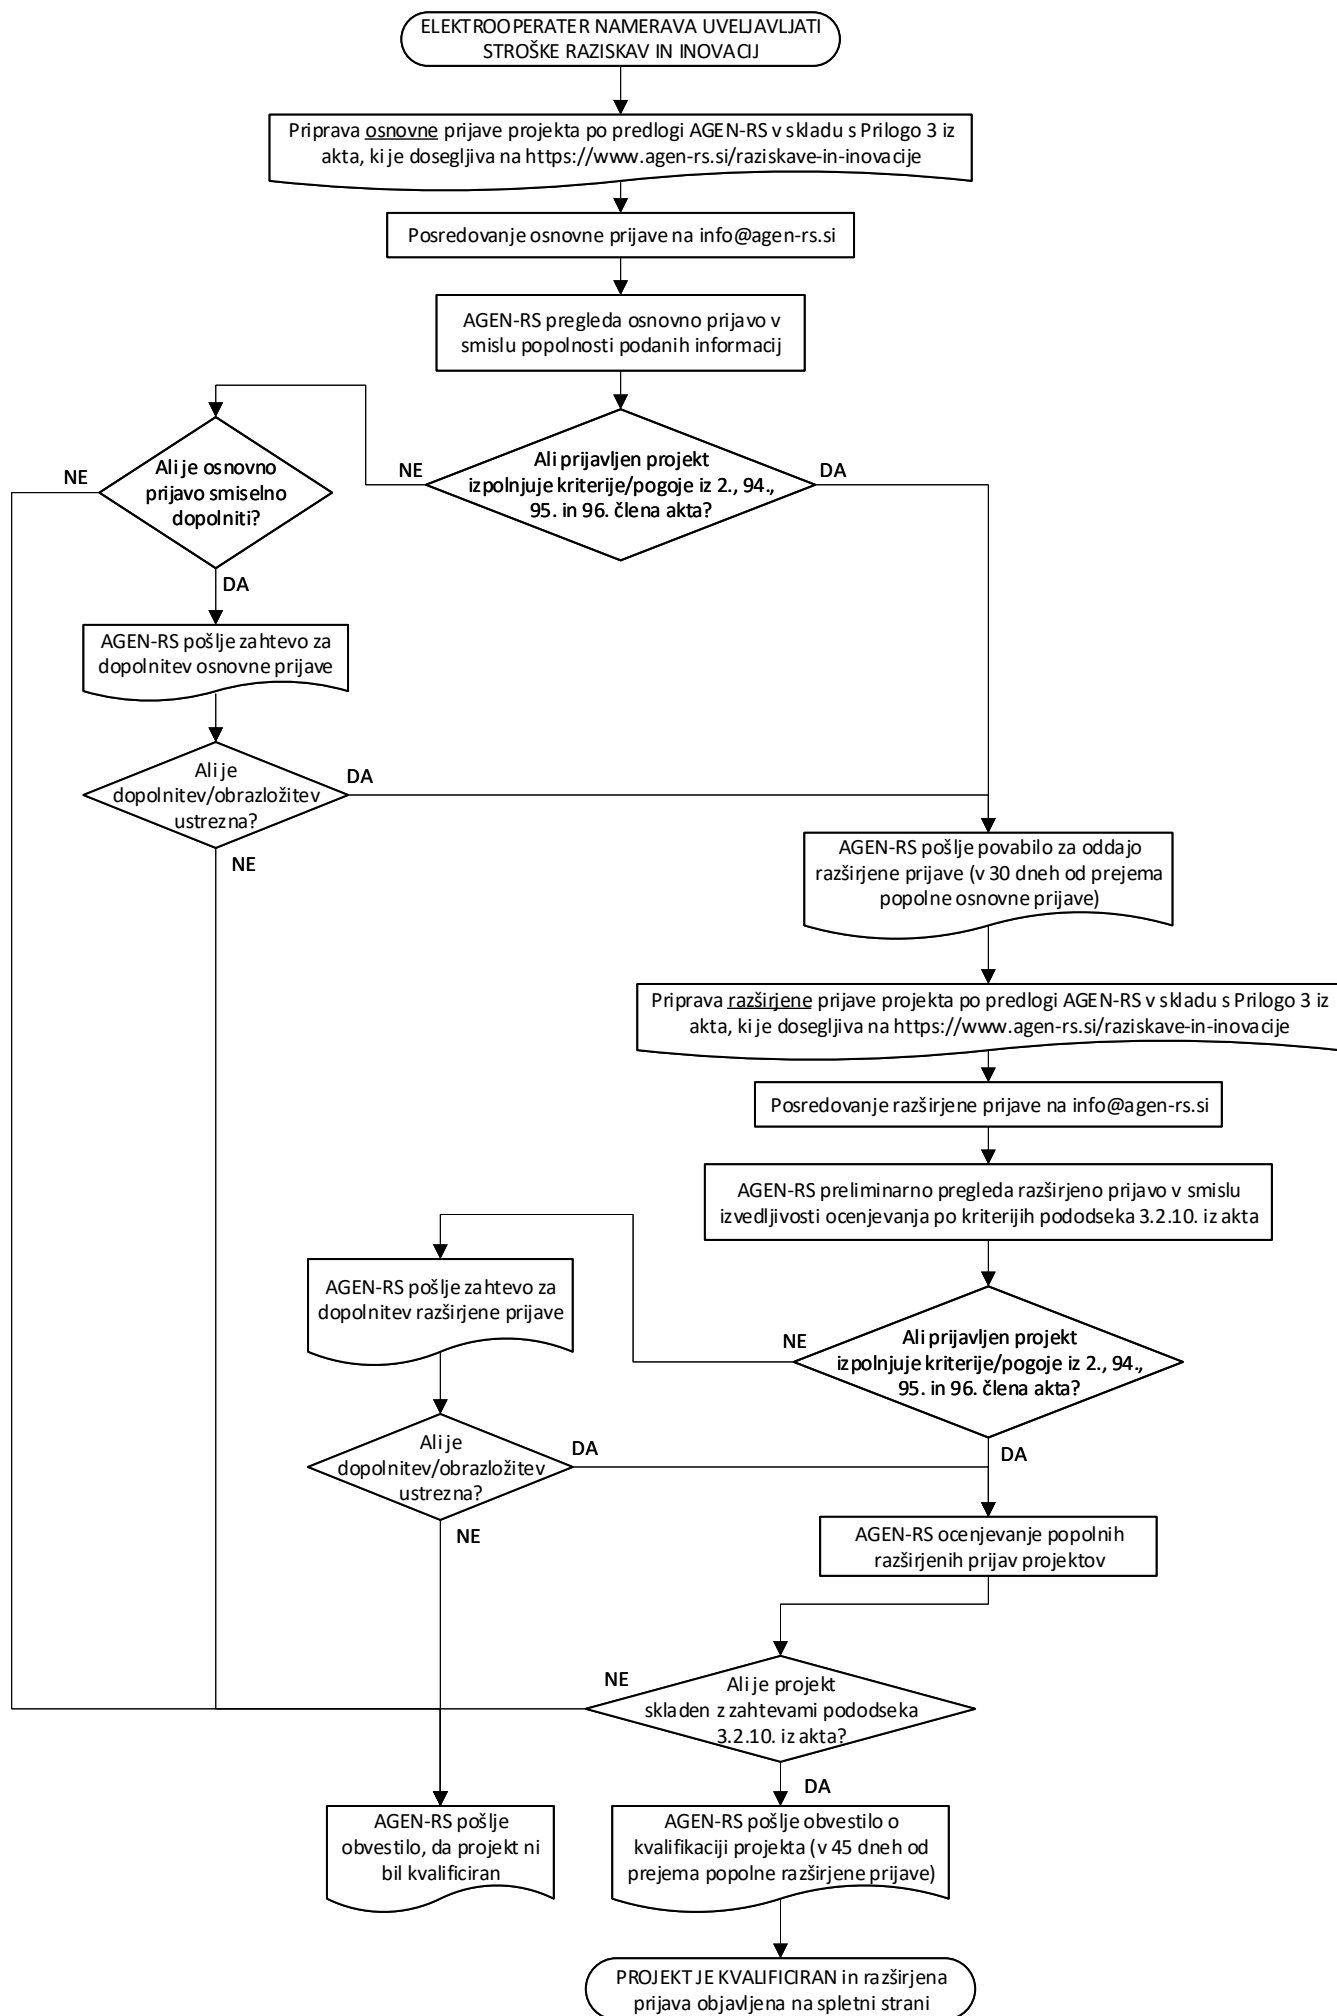 ELEKTROOPERATER NAMERAVA UVELJAVLJATI
STROŠKE RAZISKAV IN INOVACIJ
Priprava osnovne prijave projekta po predlogi AGEN-RS v skladu s Prilogo 3 iz
akta, ki je dosegljiva na https://www.agen-rs.si/raziskave-in-inovacije
Posredovanje osnovne prijave na info@agen-rs.si
AGEN-RS pregleda osnovno prijavo v
smislu popolnosti podanih informacij
Ali prijavljen projekt
izpolnjuje kriterije/pogoje iz 2., 94.,
95. in 96. člena akta?
NE
DA
Ali je osnovno
prijavo smiselno
dopolniti?
NE
DA
AGEN-RS pošlje zahtevo za
dopolnitev osnovne prijave
Ali je
dopolnitev/obrazložitev
ustrezna?
DA
NE
AGEN-RS pošlje povabilo za oddajo
razširjene prijave (v 30 dneh od prejema
popolne osnovne prijave)
Priprava razširjene prijave projekta po predlogi AGEN-RS v skladu s Prilogo 3 iz
akta, ki je dosegljiva na https://www.agen-rs.si/raziskave-in-inovacije
Posredovanje razširjene prijave na info@agen-rs.si
AGEN-RS preliminarno pregleda razširjeno prijavo v smislu
izvedljivosti ocenjevanja po kriterijih pododseka 3.2.10. iz akta
AGEN-RS pošlje zahtevo za
dopolnitev razširjene prijave
NE
Ali prijavljen projekt
izpolnjuje kriterije/pogoje iz 2., 94.,
95. in 96. člena akta?
DA
Ali je
dopolnitev/obrazložitev
ustrezna?
DA
NE
AGEN-RS ocenjevanje popolnih
razširjenih prijav projektov
NE
Ali je projekt
skladen z zahtevami pododseka
3.2.10. iz akta?
DA
AGEN-RS pošlje
obvestilo, da projekt ni
bil kvalificiran
AGEN-RS pošlje obvestilo o
kvalifikaciji projekta (v 45 dneh od
prejema popolne razširjene prijave)
PROJEKT JE KVALIFICIRAN in razširjena
prijava objavljena na spletni strani